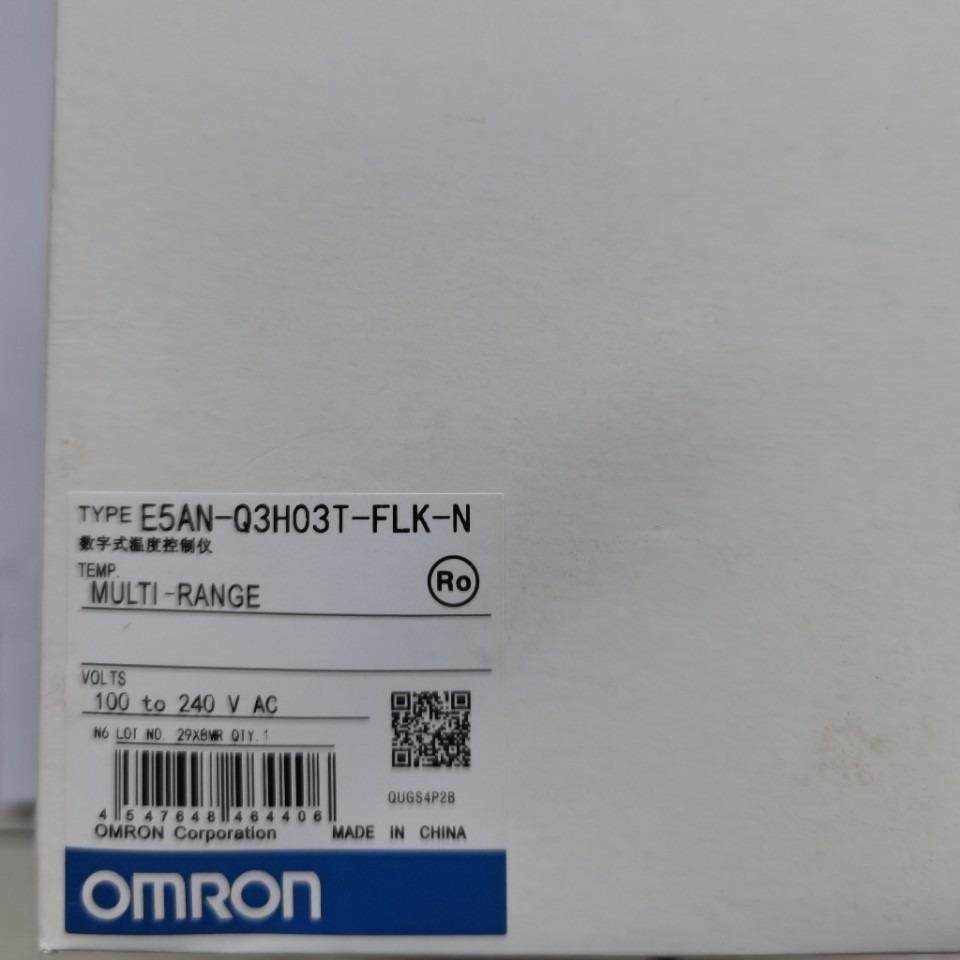 TYPE E5AN-Q3H03T-FLK-N
数字式温度控制仪
TEMP.
MULTI-RANGE
Ro
VOLTS
100 to 240 V AC
N6 LOT NO. 29X8MR QTY.1
QUGS4P2B
4 547648 464406
OMRON Corporation MADE IN CHINA
OMRON